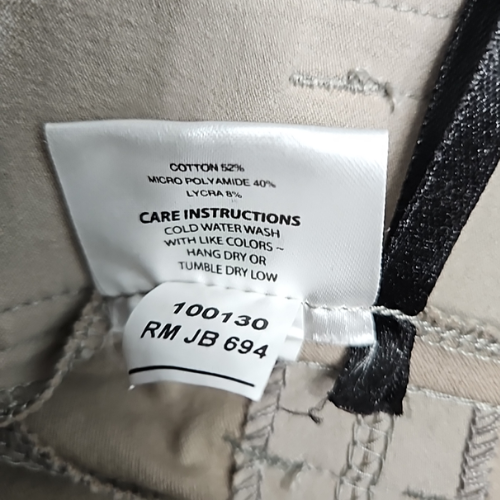 COTTON 52%
MICRO POLYAMIDE 40%
LYCRA 8%
CARE INSTRUCTIONS
COLD WATER WASH
WITH LIKE COLORS ~
HANG DRY OR
TUMBLE DRY LOW
100130
RM JB 694